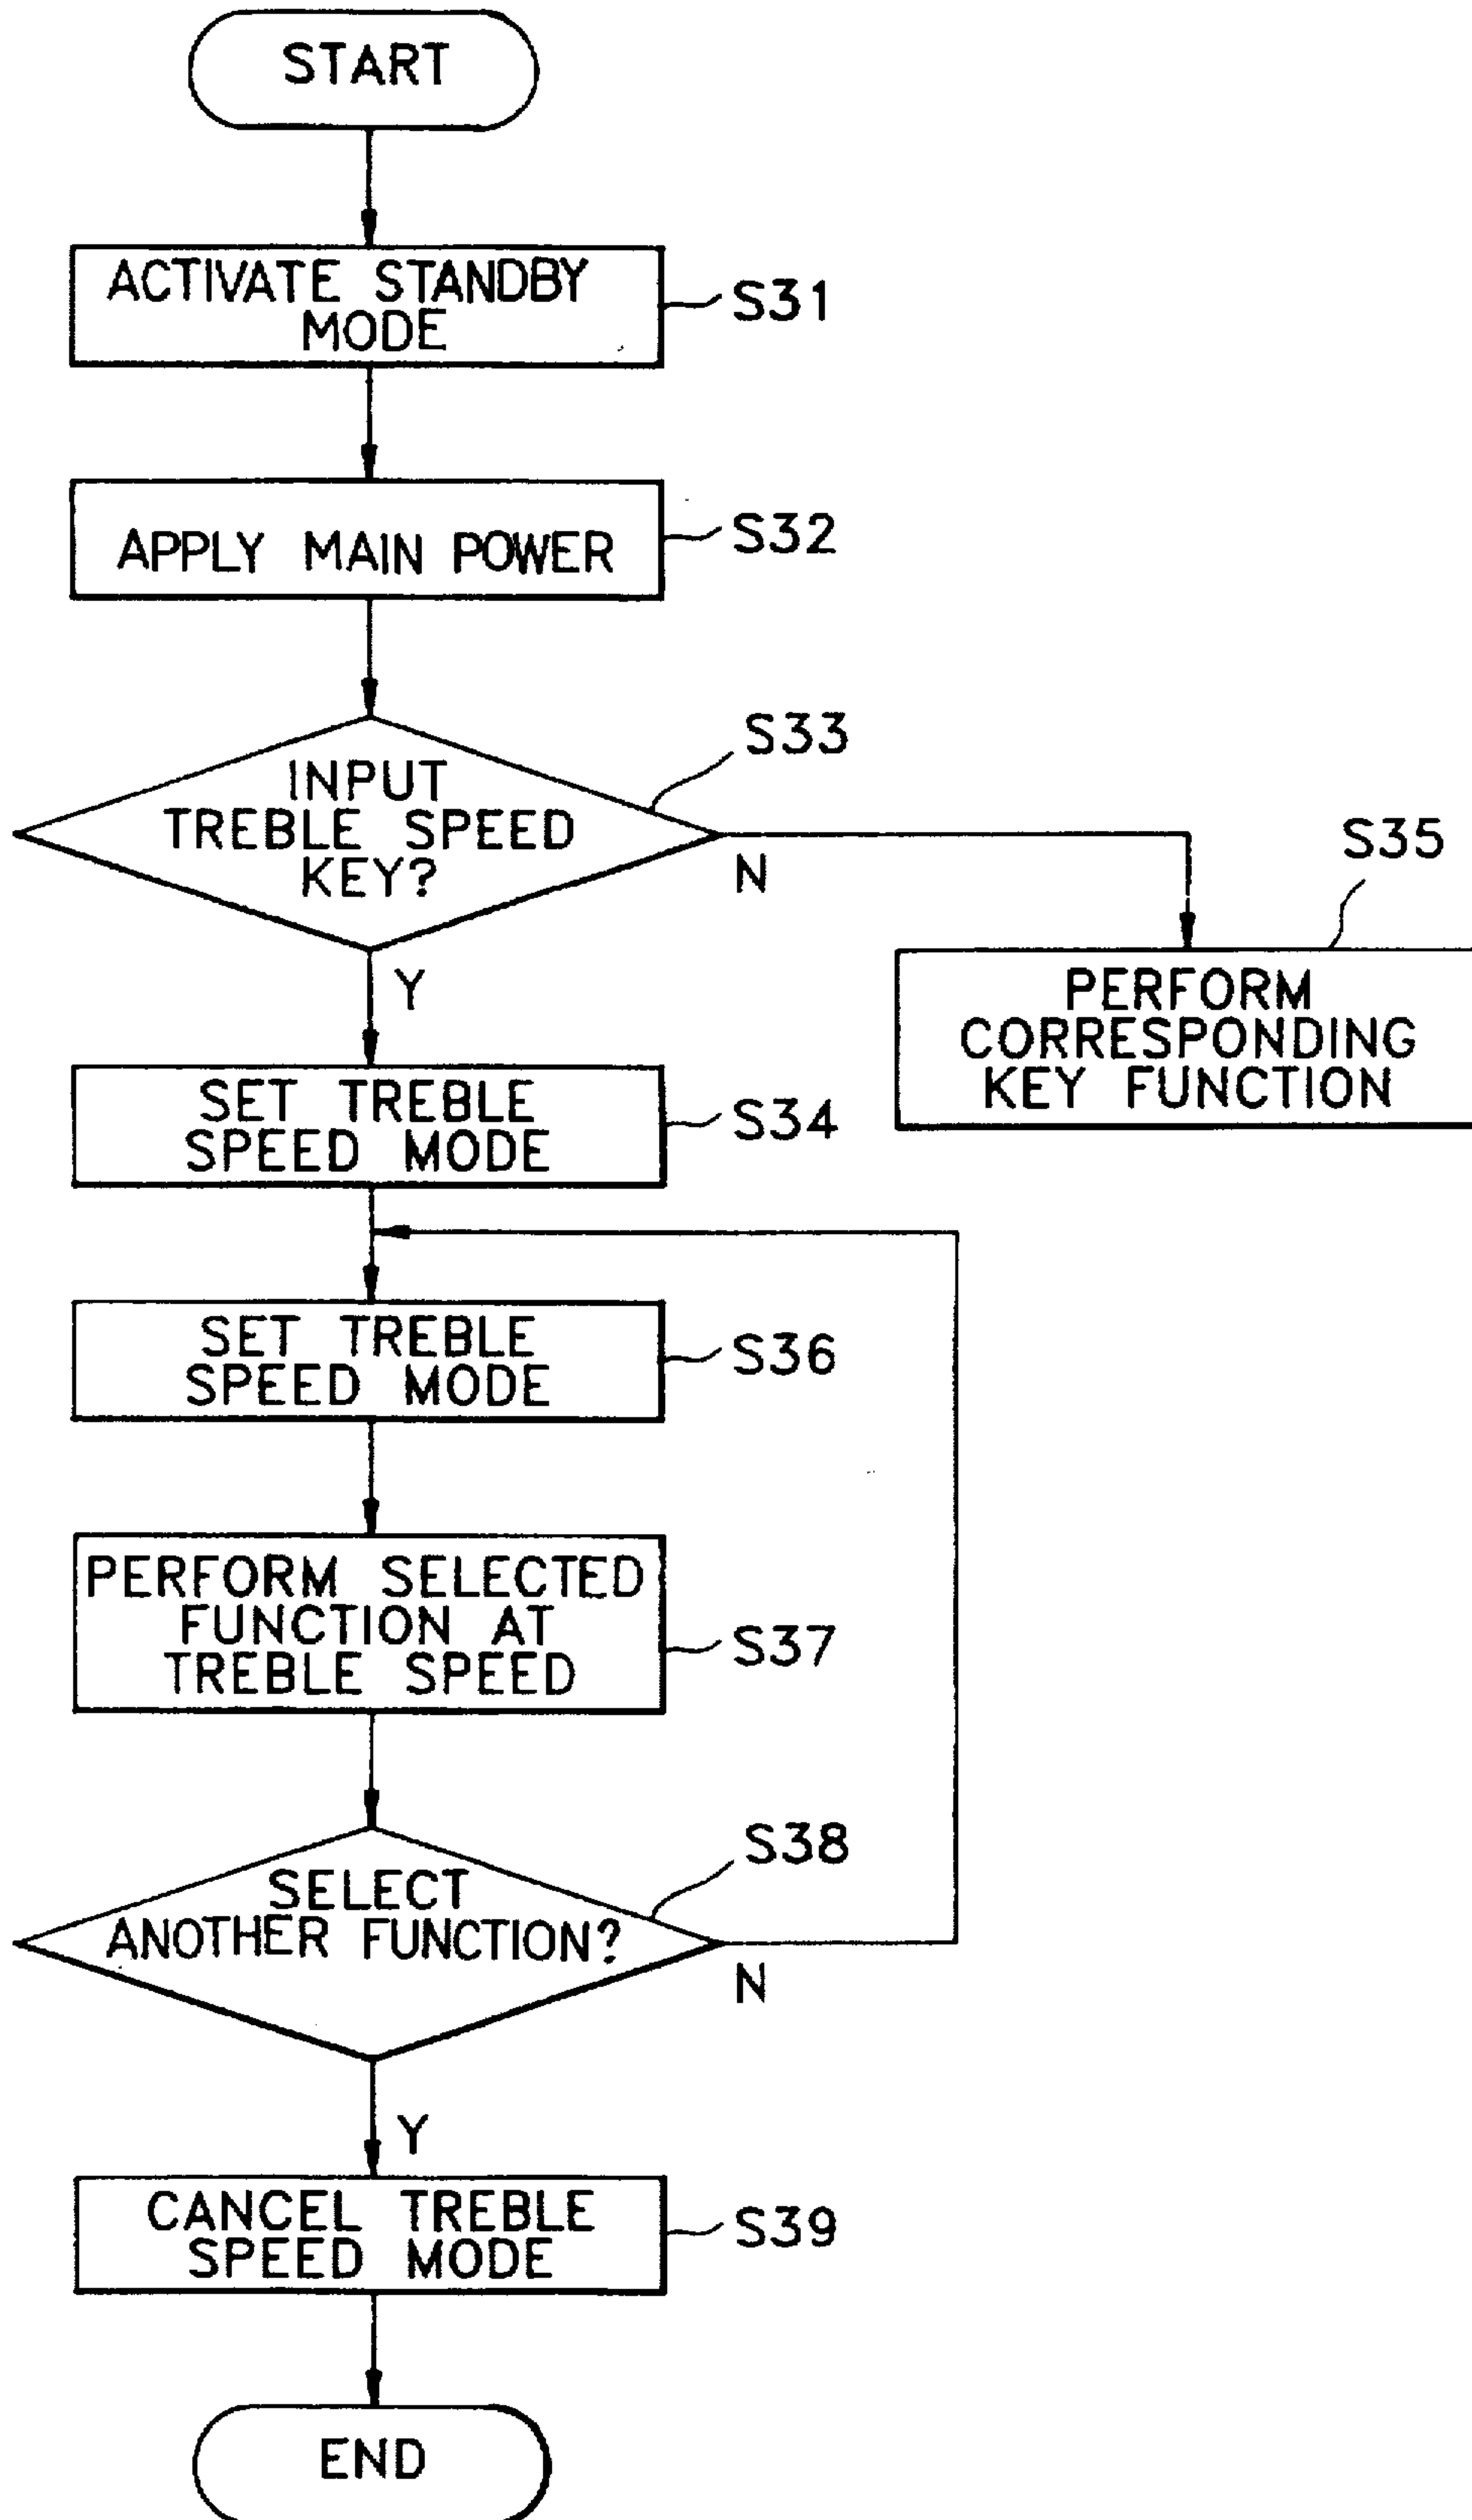 START
ACTIVATE STANDBY
MODE
S31
APPLY MAIN POWER
S32
INPUT
TREBLE SPEED
KEY?
S33
N
Y
S35
PERFORM
CORRESPONDING
KEY FUNCTION
SET TREBLE
SPEED MODE
S34
SET TREBLE
SPEED MODE
S36
PERFORM SELECTED
FUNCTION AT
TREBLE SPEED
S37
SELECT
ANOTHER FUNCTION?
S38
N
Y
CANCEL TREBLE
SPEED MODE
S39
END